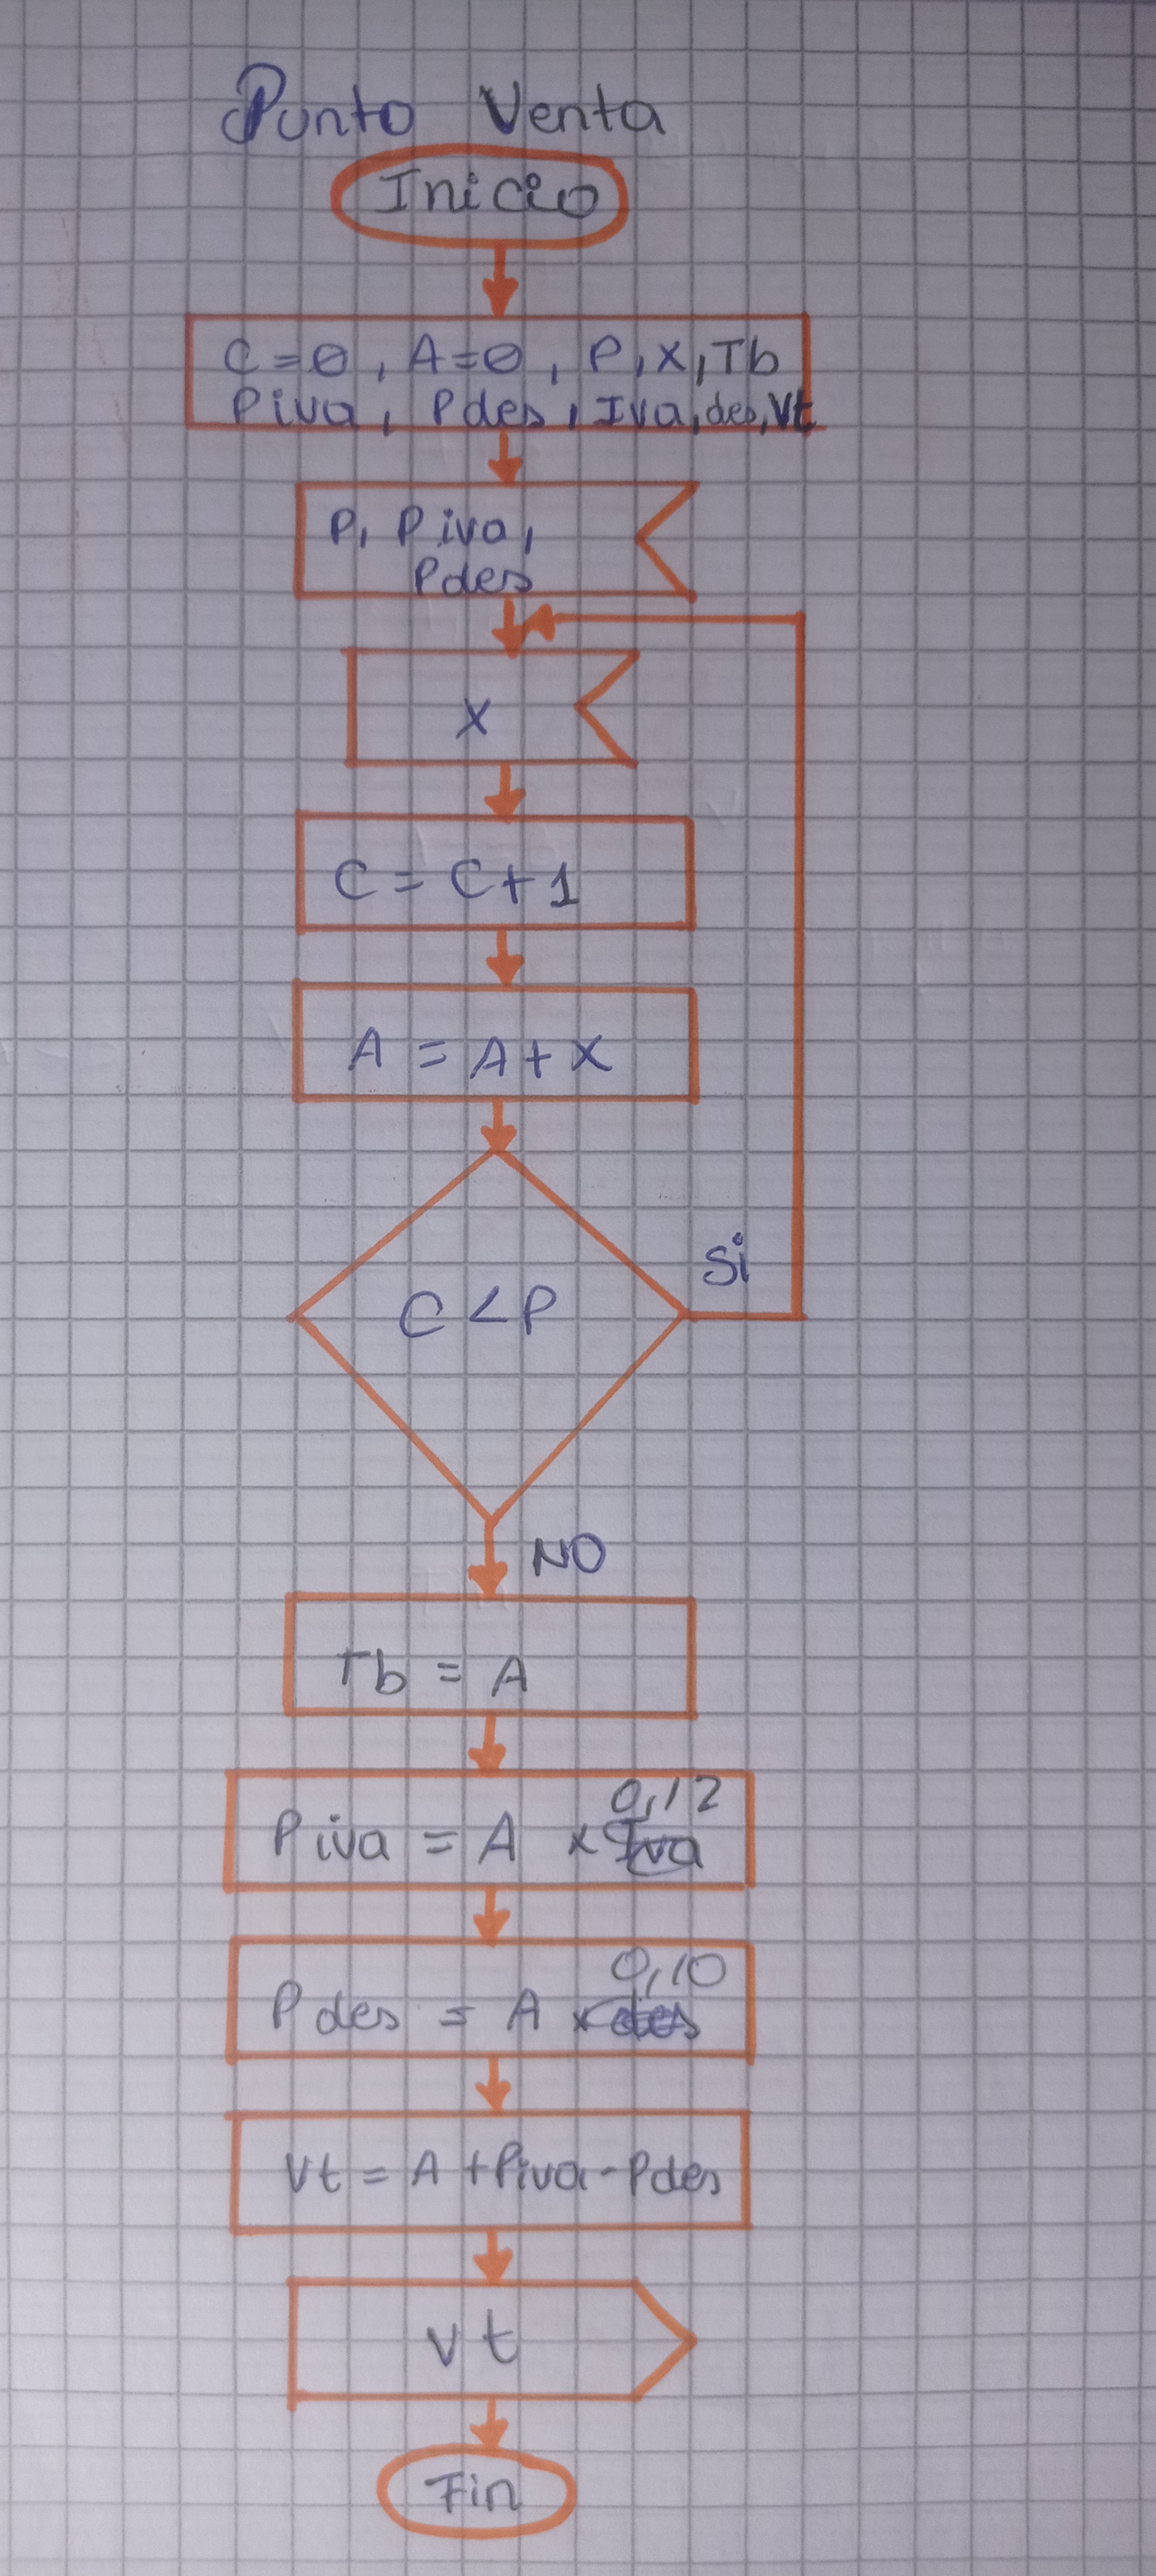 Punto Venta
Inicio
C=0, A=0, P, X, Tb
Piva, Pdes, Iva, des, Vt
P, Piva,
Pdes
X
C = C+1
A = A+X
C < P
Si
NO
Tb = A
0,12
Piva = A x Iva
0,10
Pdes = A x des
Vt = A + Piva - Pdes
Vt
Fin